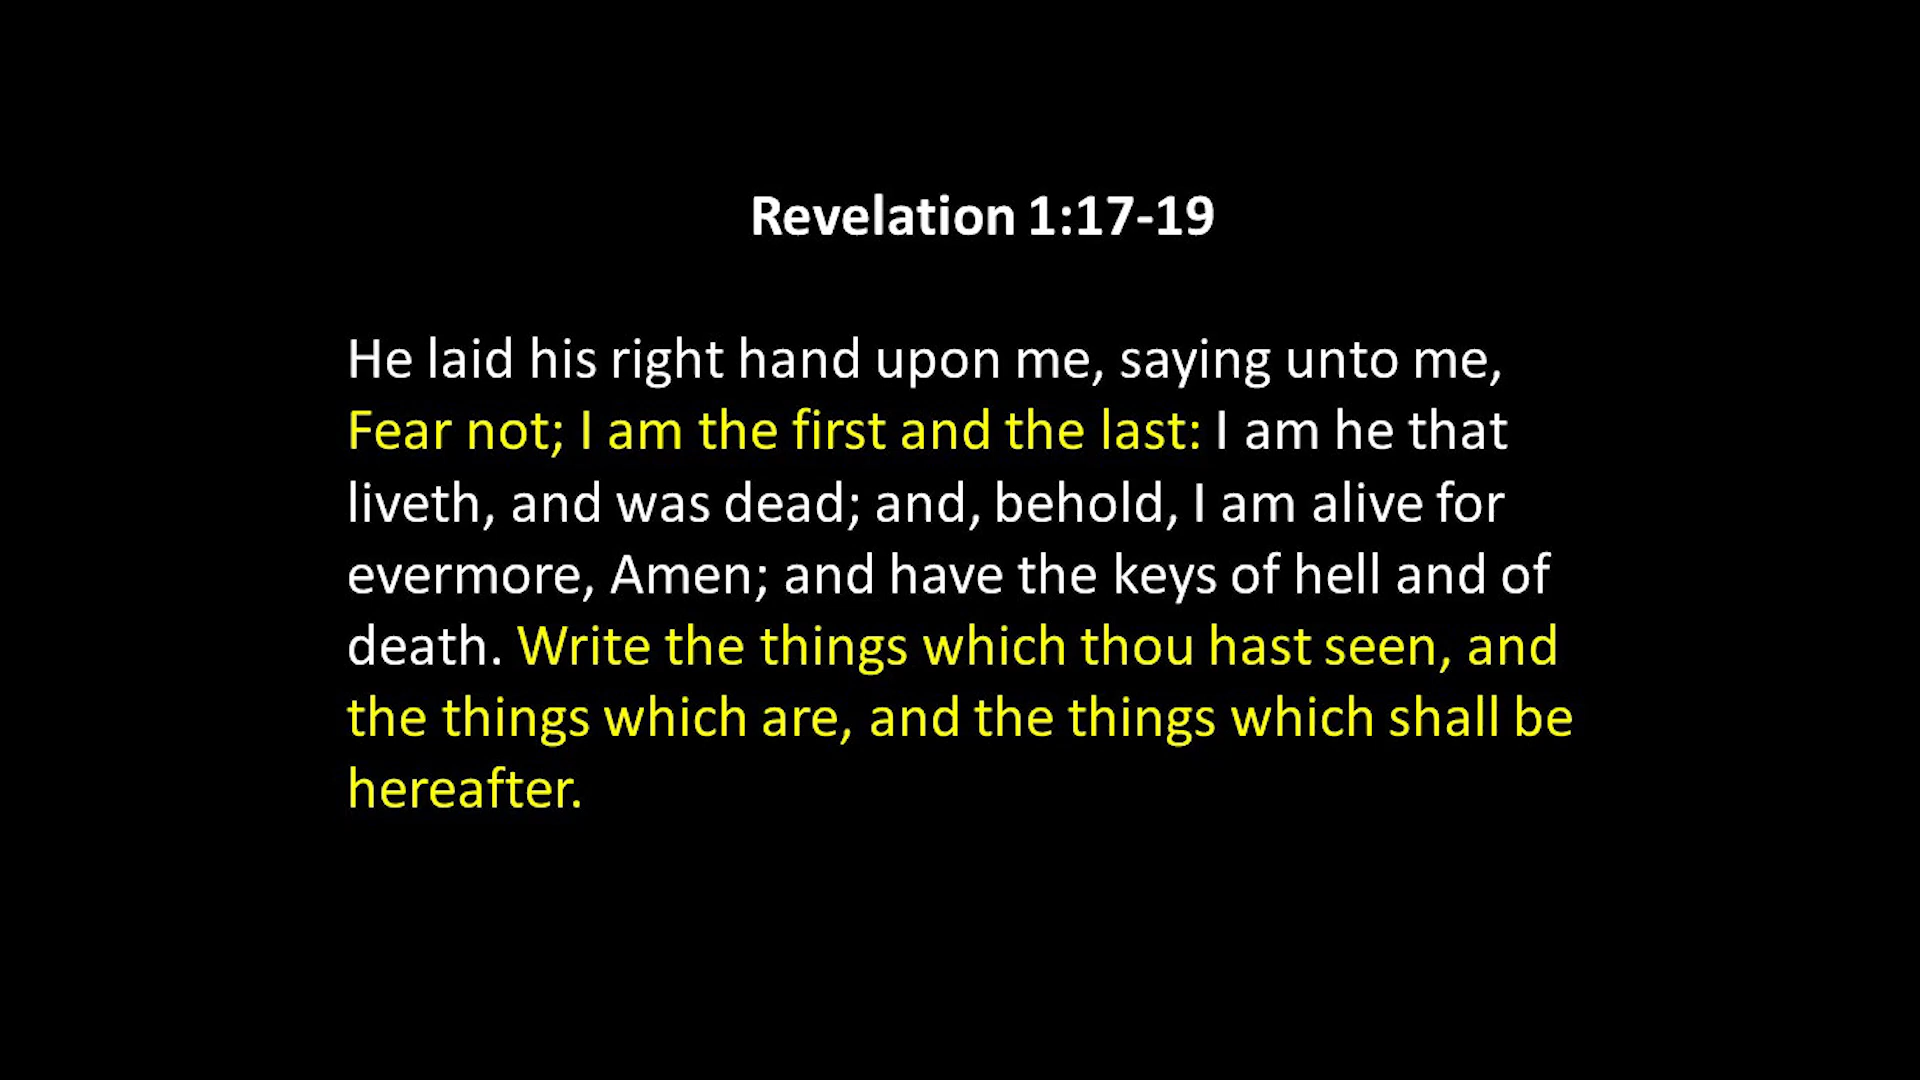 Revelation 1:17-19
He laid his right hand upon me, saying unto me,
Fear not; I am the first and the last: I am he that
liveth, and was dead; and, behold, I am alive for
evermore, Amen; and have the keys of hell and of
death. Write the things which thou hast seen, and
the things which are, and the things which shall be
hereafter.